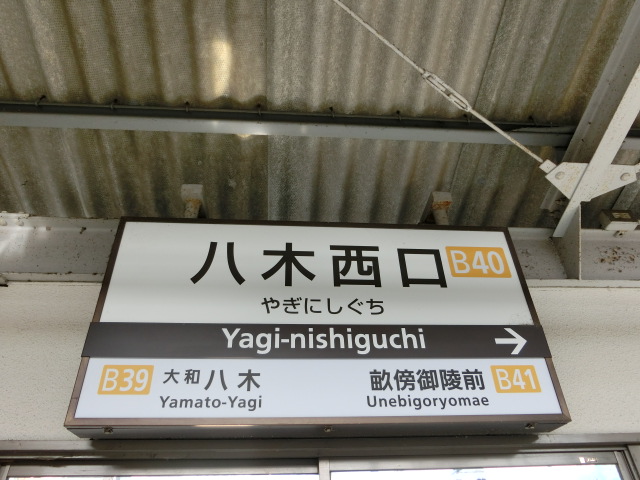 八木西口 B40
やぎにしぐち
Yagi-nishiguchi →
B39 大和八木 畝傍御陵前 B41
Yamato-Yagi Unebigoryomae